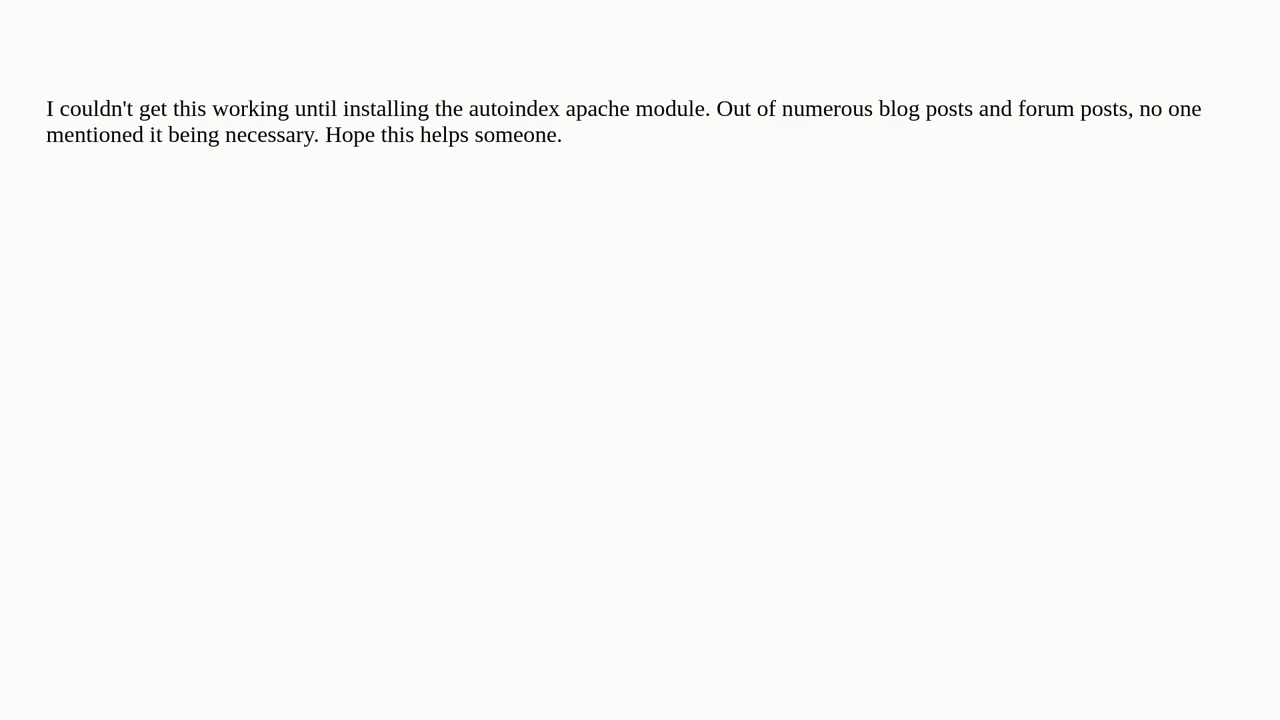 I couldn't get this working until installing the autoindex apache module. Out of numerous blog posts and forum posts, no one
mentioned it being necessary. Hope this helps someone.